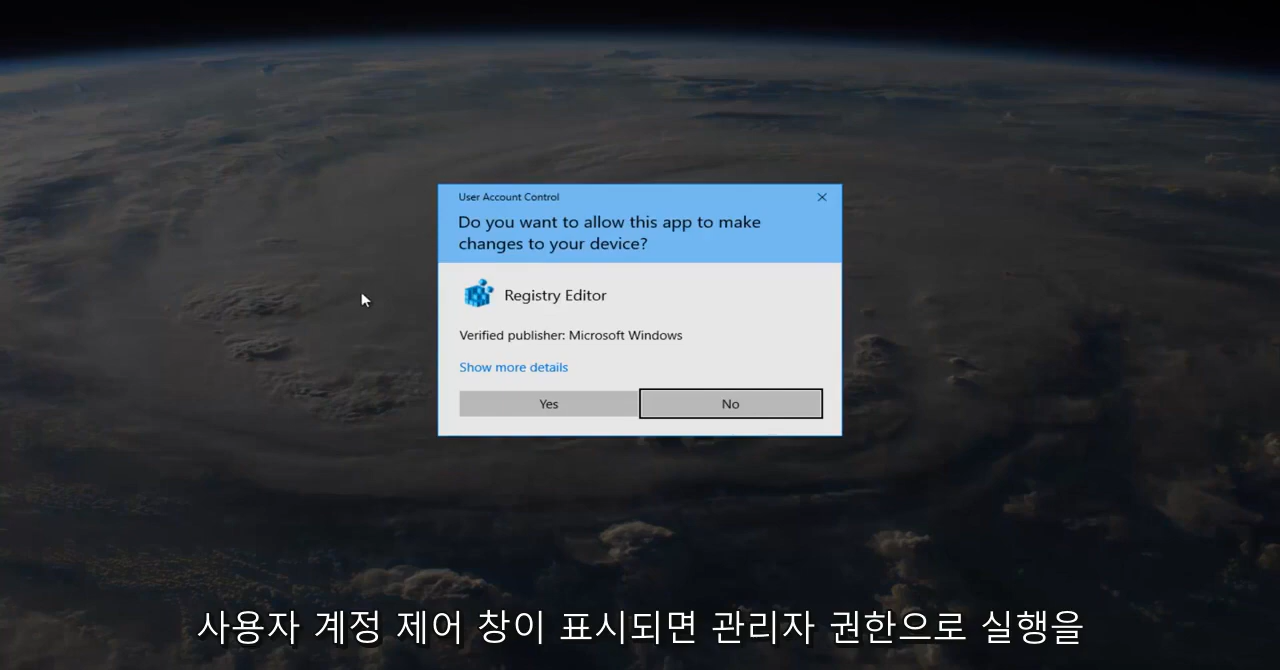 User Account Control
Do you want to allow this app to make
changes to your device?
Registry Editor
Verified publisher: Microsoft Windows
Show more details
Yes
No
사용자 계정 제어 창이 표시되면 관리자 권한으로 실행을